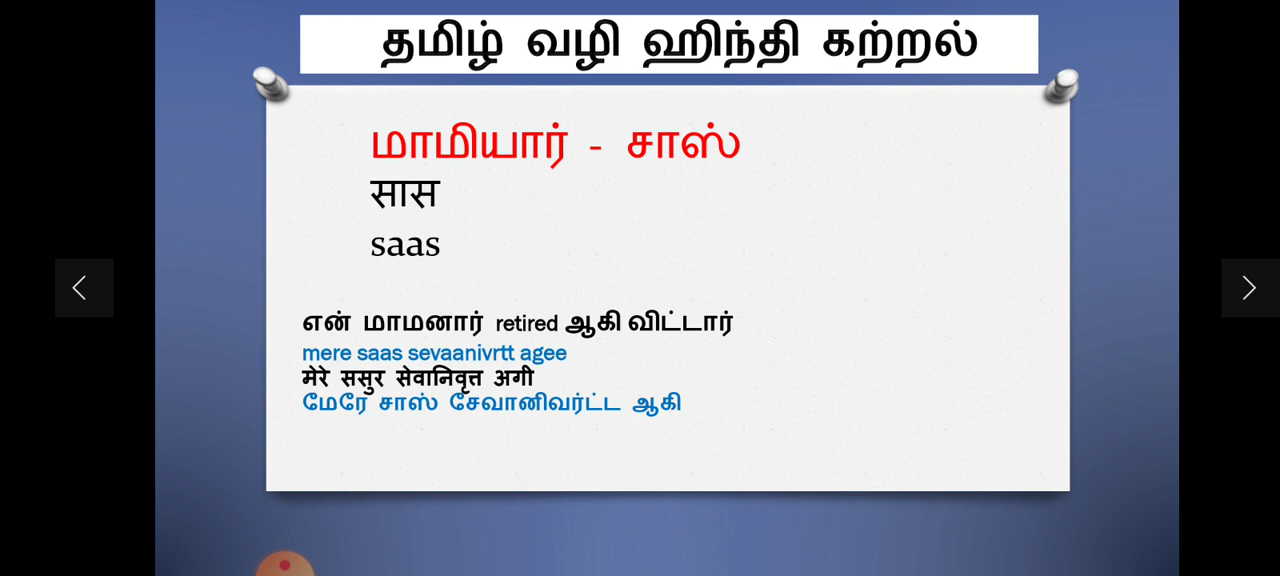 தமிழ் வழி ஹிந்தி கற்றல்
மாமியார் - சாஸ்
सास
saas
என் மாமனார் retired ஆகி விட்டார்
mere saas sevaanivrtt agee
मेरे ससुर सेवानिवृत्त अगी
மேரே சாஸ் சேவானிவர்ட்ட ஆகி